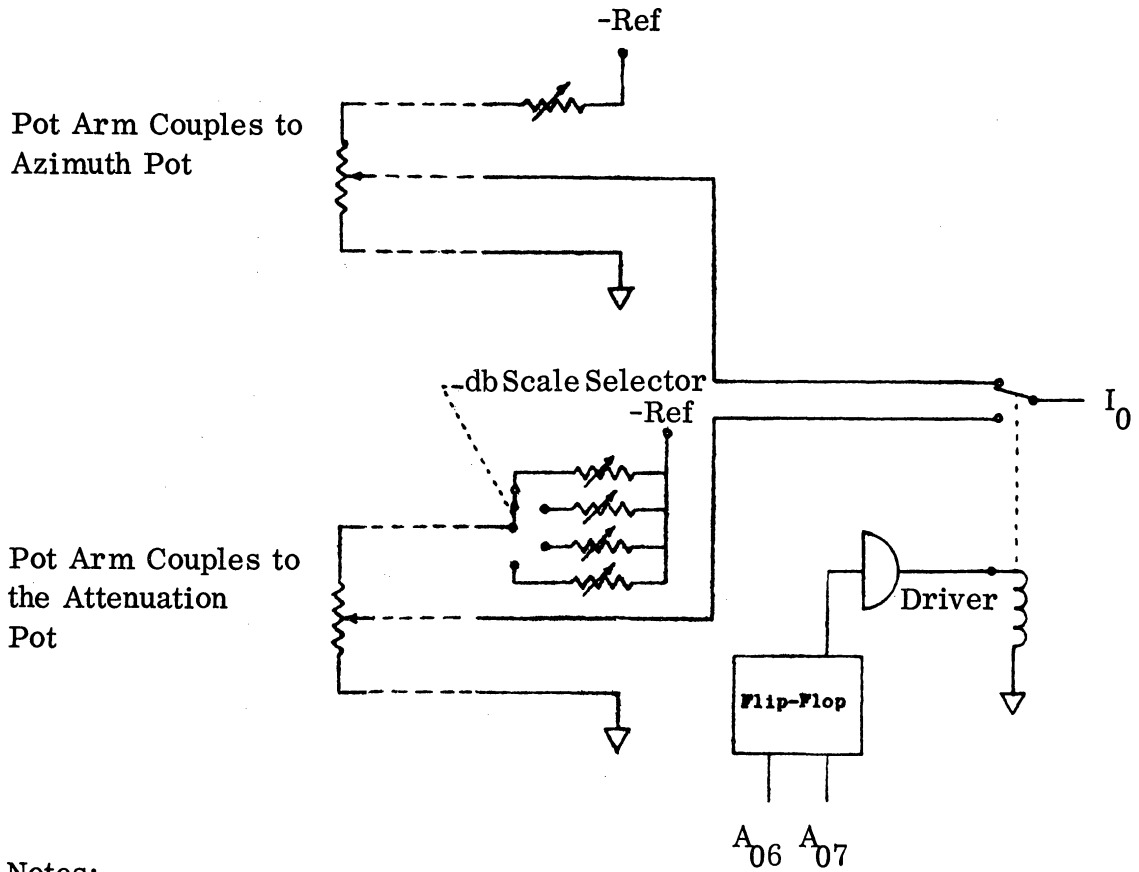 -Ref
Pot Arm Couples to
Azimuth Pot
-db Scale Selector
-Ref
I0
Pot Arm Couples to
the Attenuation
Pot
Driver
Flip-Flop
A06 A07
Notes: